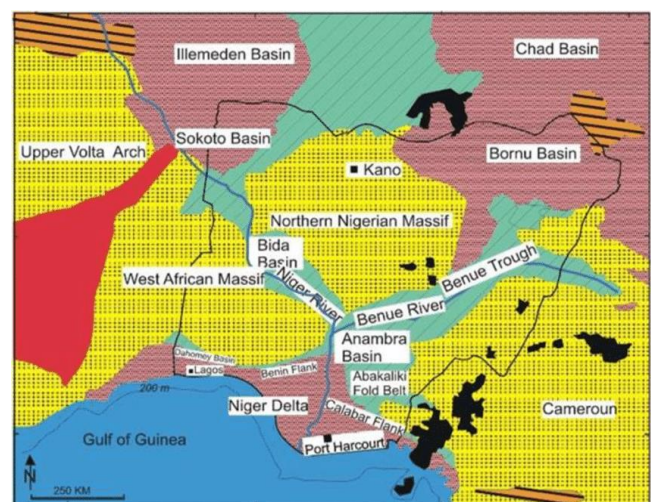 Illemeden Basin
Chad Basin
Sokoto Basin
Upper Volta Arch
Bornu Basin
Kano
Northern Nigerian Massif
Bida
Basin
West African Massif
Niger River
Benue Trough
Benue River
Anambra
Basin
Dahomey Basin
Lagos
Benin Flank
Abakaliki
Fold Belt
200 m
Niger Delta
Calabar Flank
Cameroun
Gulf of Guinea
Port Harcourt
N
250 KM